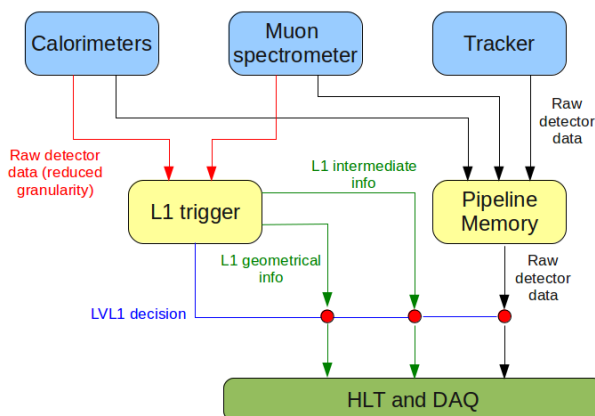 Calorimeters
Muon
spectrometer
Tracker
Raw
detector
data
Raw detector
data (reduced
granularity)
L1 intermediate
info
L1 trigger
Pipeline
Memory
L1 geometrical
info
Raw
detector
data
LVL1 decision
HLT and DAQ